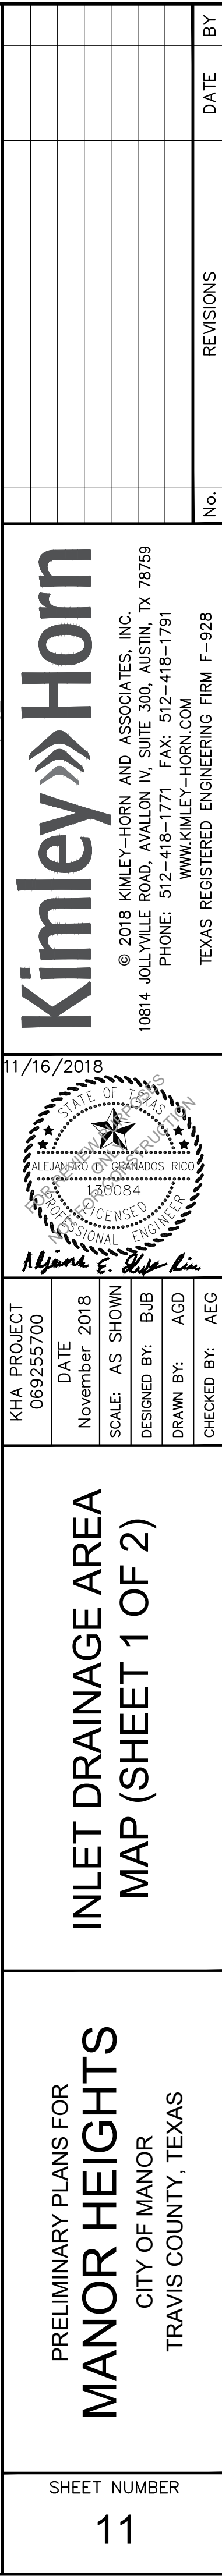 No. REVISIONS DATE BY
Kimley»Horn
© 2018 KIMLEY-HORN AND ASSOCIATES, INC.
10814 JOLLYVILLE ROAD, AVALLON IV, SUITE 300, AUSTIN, TX 78759
PHONE: 512-418-1771 FAX: 512-418-1791
WWW.KIMLEY-HORN.COM
TEXAS REGISTERED ENGINEERING FIRM F-928
11/16/2018
STATE OF TEXAS
ALEJANDRO E. GRANADOS RICO
130084
LICENSED
PROFESSIONAL ENGINEER
KHA PROJECT
069255700
DATE
November 2018
SCALE: AS SHOWN
DESIGNED BY: BJB
DRAWN BY: AGD
CHECKED BY: AEG
INLET DRAINAGE AREA
MAP (SHEET 1 OF 2)
PRELIMINARY PLANS FOR
MANOR HEIGHTS
CITY OF MANOR
TRAVIS COUNTY, TEXAS
SHEET NUMBER
11